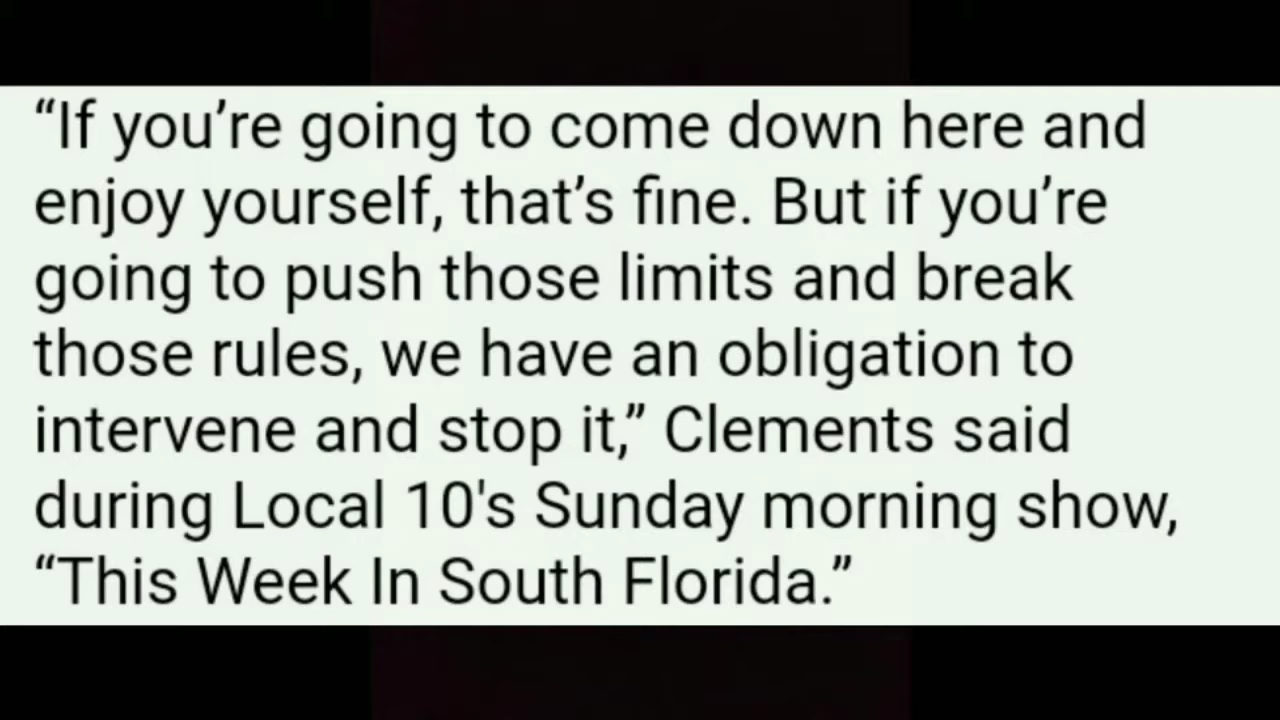 “If you’re going to come down here and
enjoy yourself, that’s fine. But if you’re
going to push those limits and break
those rules, we have an obligation to
intervene and stop it,” Clements said
during Local 10's Sunday morning show,
“This Week In South Florida.”